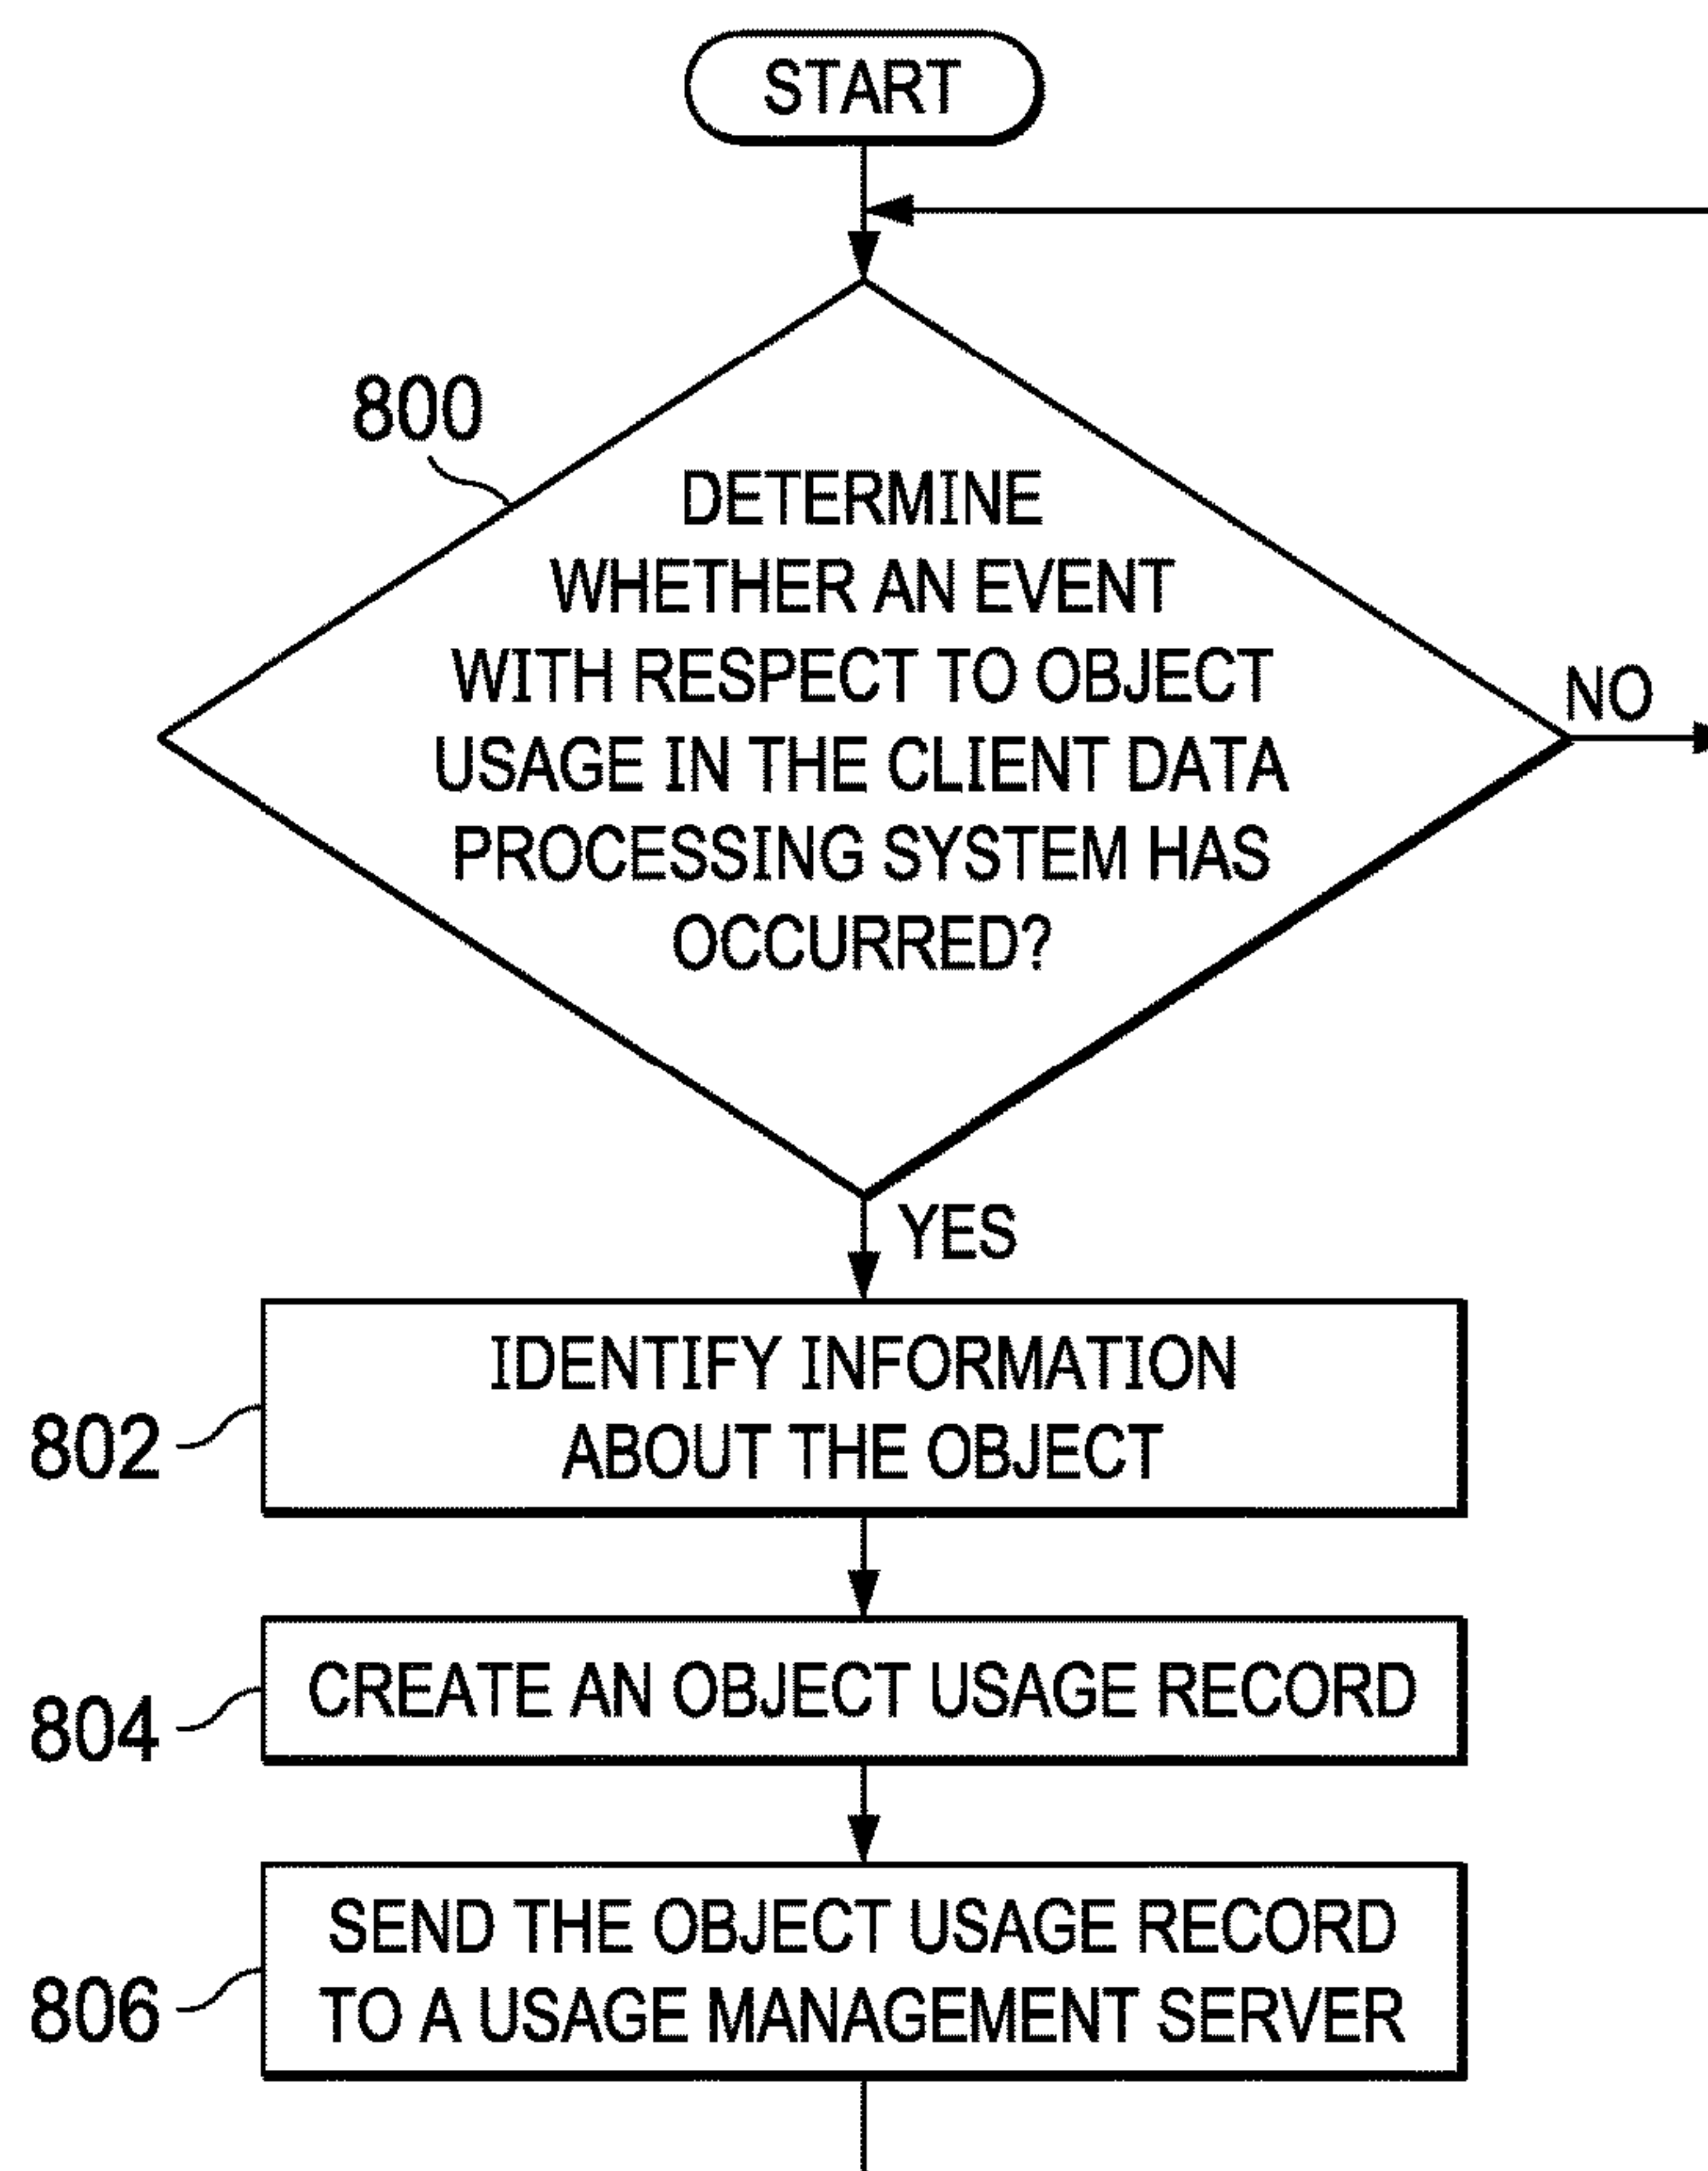 START
800
DETERMINE
WHETHER AN EVENT
WITH RESPECT TO OBJECT
USAGE IN THE CLIENT DATA
PROCESSING SYSTEM HAS
OCCURRED?
NO
YES
802
IDENTIFY INFORMATION
ABOUT THE OBJECT
804
CREATE AN OBJECT USAGE RECORD
806
SEND THE OBJECT USAGE RECORD
TO A USAGE MANAGEMENT SERVER